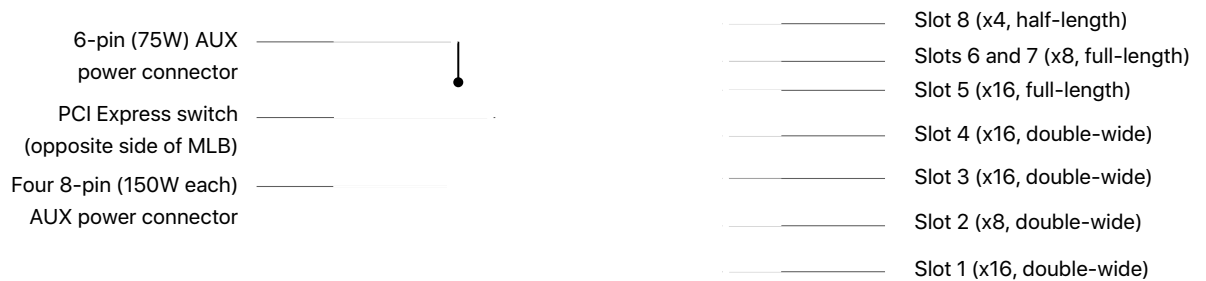 6-pin (75W) AUX
power connector
PCI Express switch
(opposite side of MLB)
Four 8-pin (150W each)
AUX power connector
Slot 8 (x4, half-length)
Slots 6 and 7 (x8, full-length)
Slot 5 (x16, full-length)
Slot 4 (x16, double-wide)
Slot 3 (x16, double-wide)
Slot 2 (x8, double-wide)
Slot 1 (x16, double-wide)